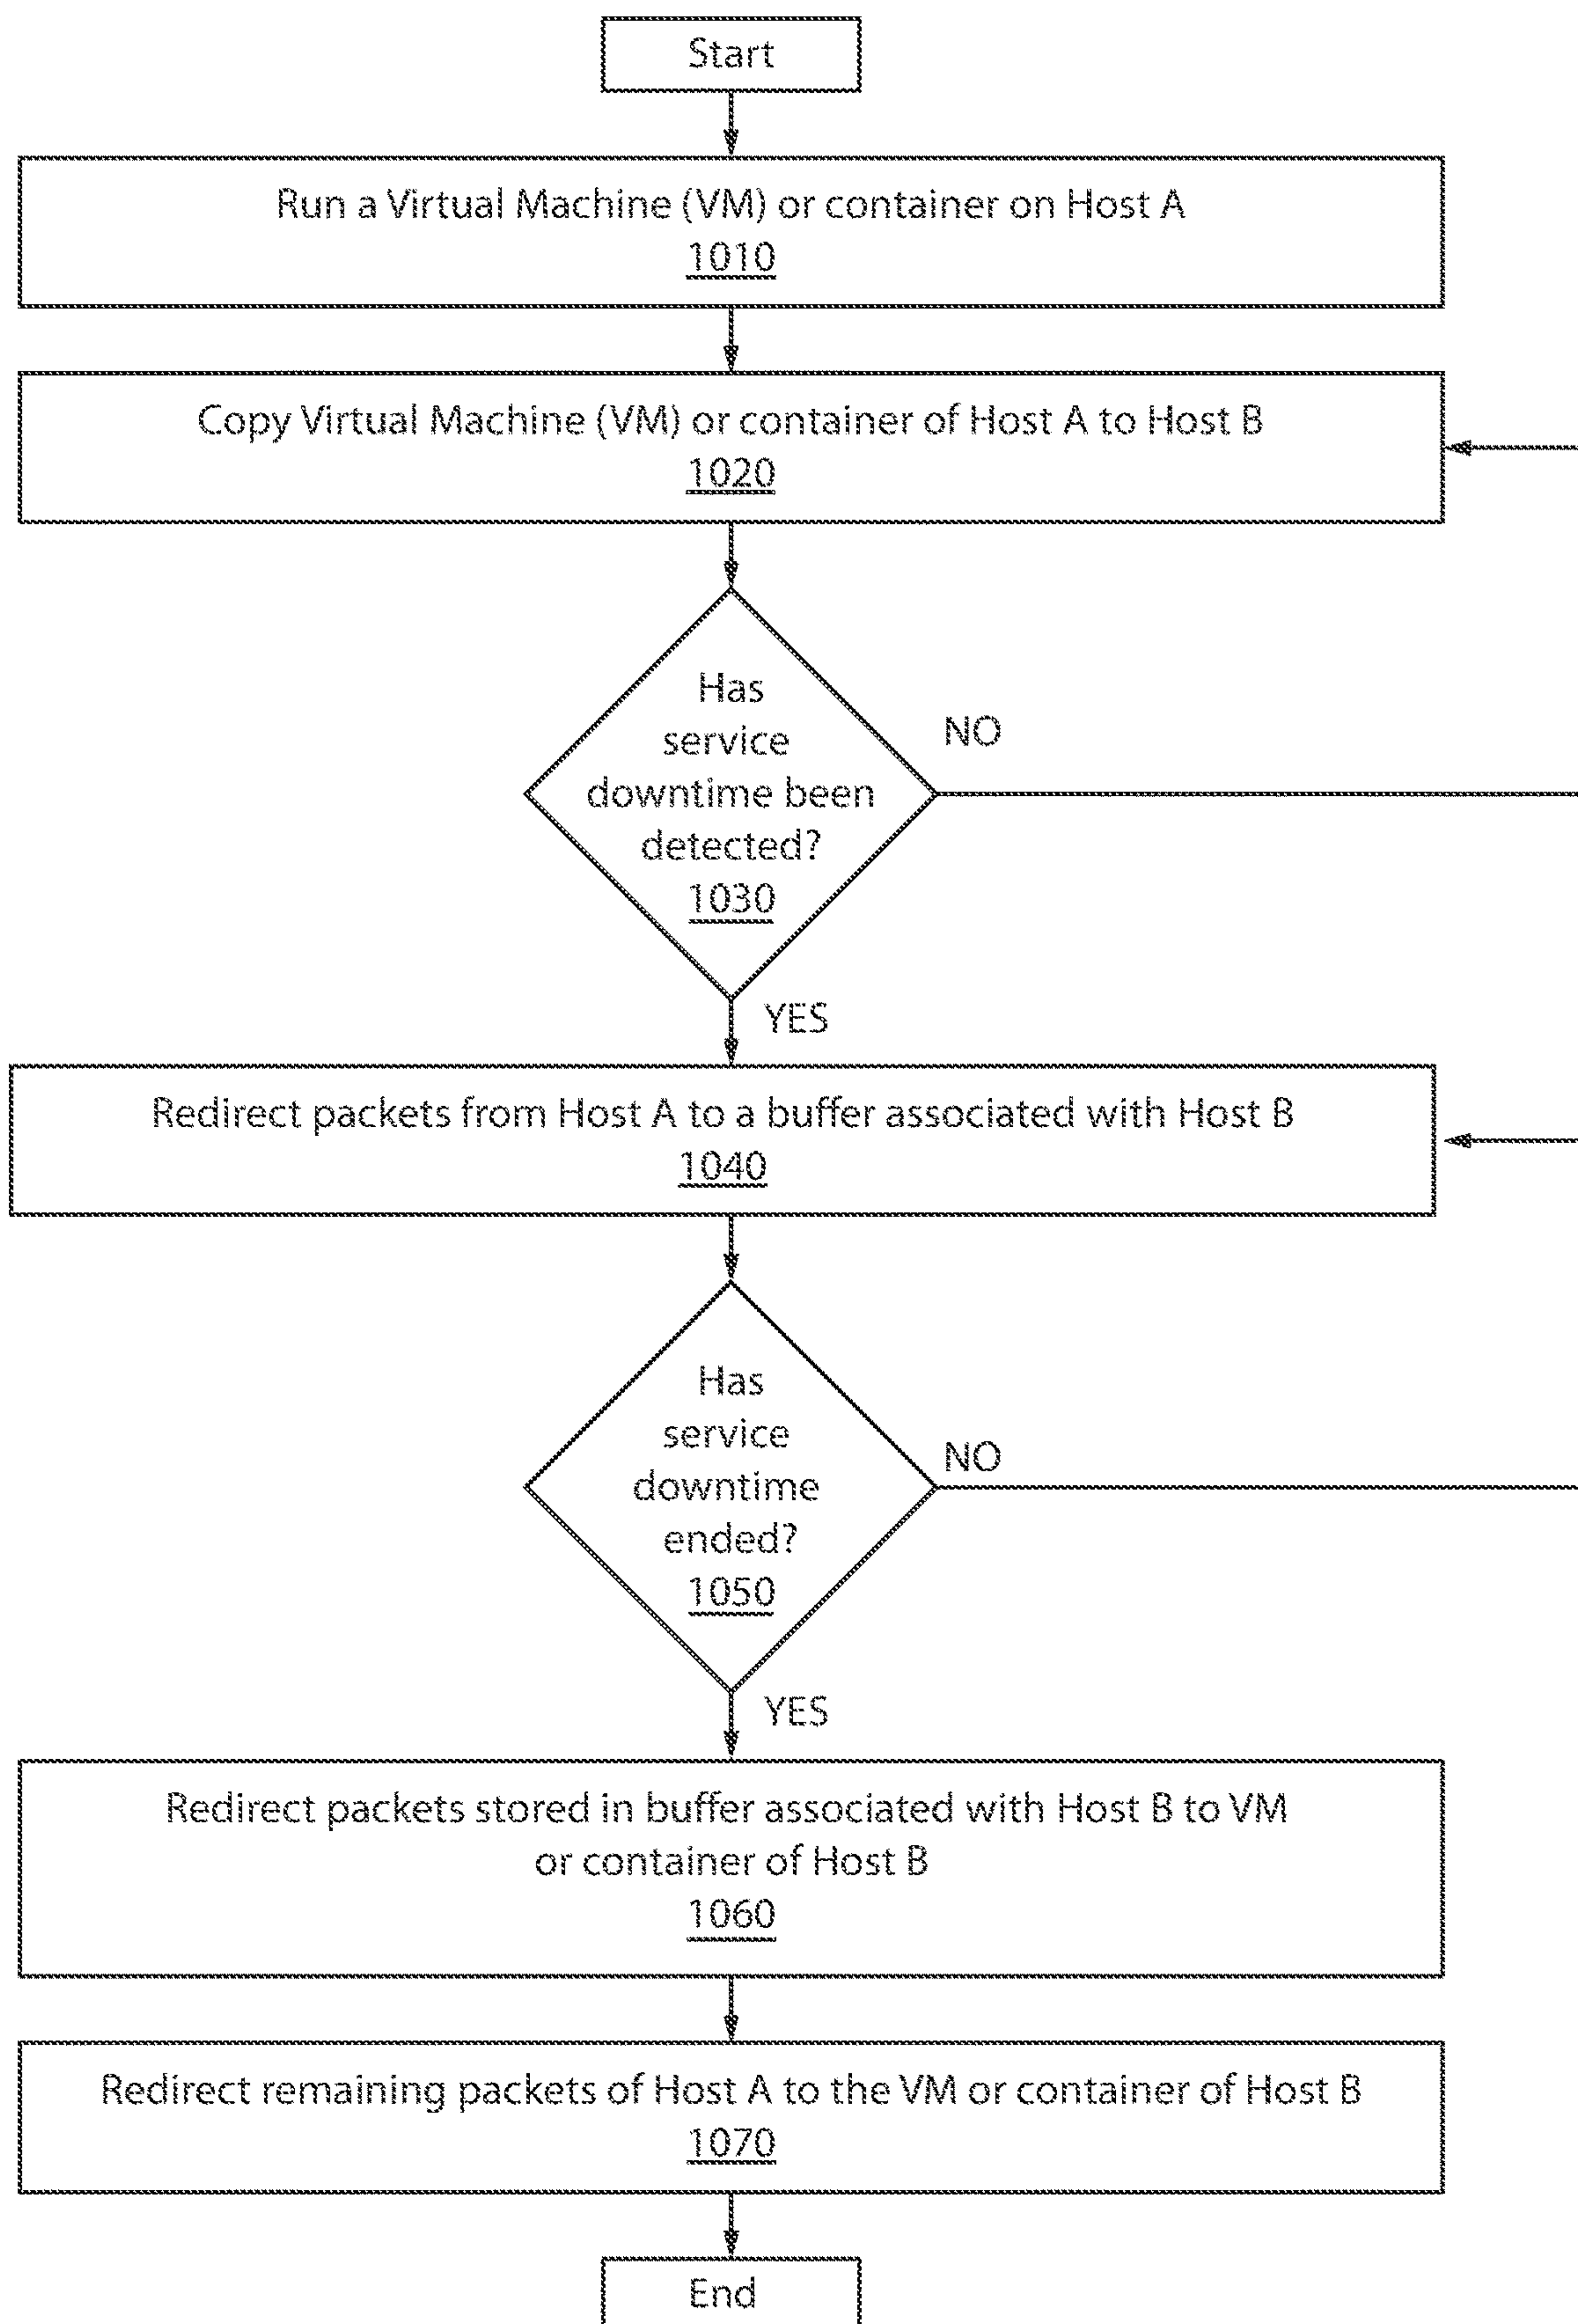 Start
Run a Virtual Machine (VM) or container on Host A
1010
Copy Virtual Machine (VM) or container of Host A to Host B
1020
Has
service
downtime been
detected?
1030
NO
YES
Redirect packets from Host A to a buffer associated with Host B
1040
Has
service
downtime
ended?
1050
NO
YES
Redirect packets stored in buffer associated with Host B to VM
or container of Host B
1060
Redirect remaining packets of Host A to the VM or container of Host B
1070
End